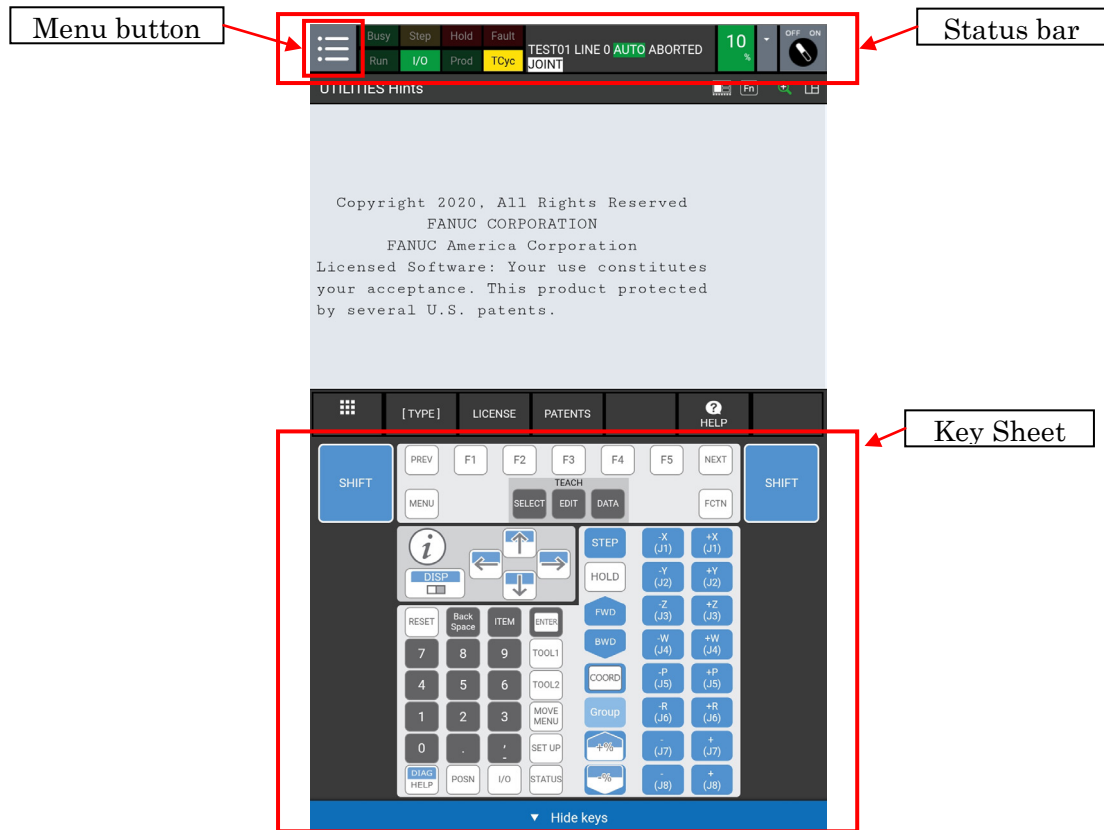 Menu button
Status bar
Busy Step Hold Fault
Run I/O Prod TCyc
TEST01 LINE 0 AUTO ABORTED
JOINT
10
%
OFF ON
UTILITIES Hints
Fn
Copyright 2020, All Rights Reserved
FANUC CORPORATION
FANUC America Corporation
Licensed Software: Your use constitutes
your acceptance. This product protected
by several U.S. patents.
[ TYPE ] LICENSE PATENTS HELP
Key Sheet
SHIFT
PREV F1 F2 F3 F4 F5 NEXT
SHIFT
TEACH
MENU SELECT EDIT DATA FCTN
i
DISP
STEP -X (J1) +X (J1)
HOLD -Y (J2) +Y (J2)
FWD -Z (J3) +Z (J3)
BWD -W (J4) +W (J4)
COORD -P (J5) +P (J5)
Group -R (J6) +R (J6)
+% - (J7) + (J7)
-% - (J8) + (J8)
RESET Back Space ITEM ENTER
7 8 9 TOOL1
4 5 6 TOOL2
1 2 3 MOVE MENU
0 . , - SET UP
DIAG HELP POSN I/O STATUS
Hide keys